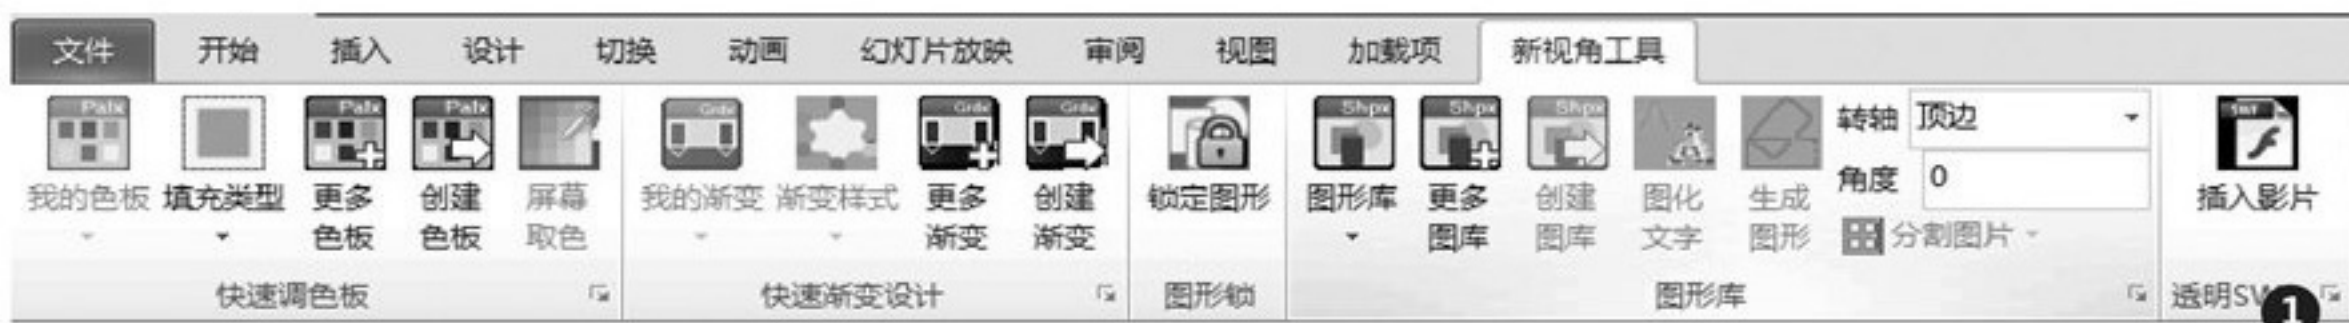 文件 开始 插入 设计 切换 动画 幻灯片放映 审阅 视图 加载项 新视角工具
我的色板 填充类型 更多色板 创建色板 屏幕取色
快速调色板
我的渐变 渐变样式 更多渐变 创建渐变
快速渐变设计
锁定图形
图形锁
图形库 更多图库 创建图库 图化文字 生成图形
转轴 顶边
角度 0
分割图片
图形库
插入影片
透明SW
1